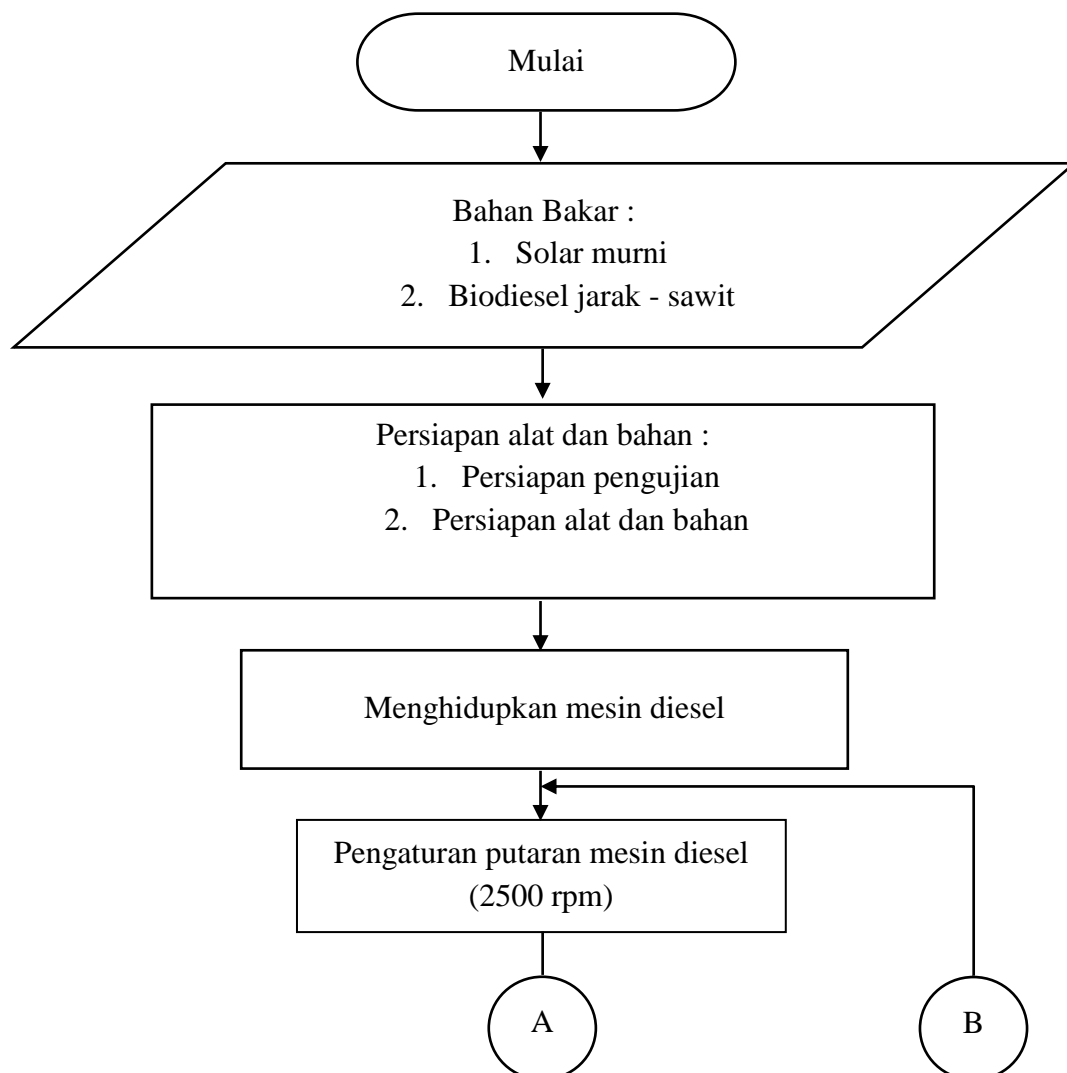 Mulai
Bahan Bakar :
1. Solar murni
2. Biodiesel jarak - sawit
Persiapan alat dan bahan :
1. Persiapan pengujian
2. Persiapan alat dan bahan
Menghidupkan mesin diesel
Pengaturan putaran mesin diesel
(2500 rpm)
A
B